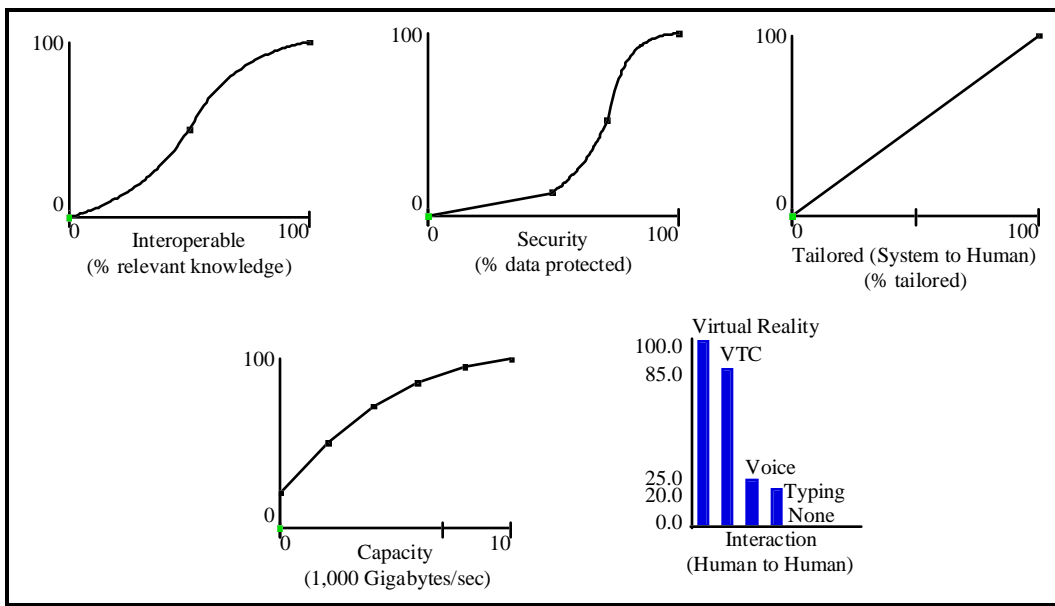 100
0
0
100
Interoperable
(% relevant knowledge)
100
0
0
100
Security
(% data protected)
100
0
0
100
Tailored (System to Human)
(% tailored)
100
0
0
10
Capacity
(1,000 Gigabytes/sec)
Virtual Reality
100.0
VTC
85.0
Voice
25.0
Typing
20.0
None
0.0
Interaction
(Human to Human)